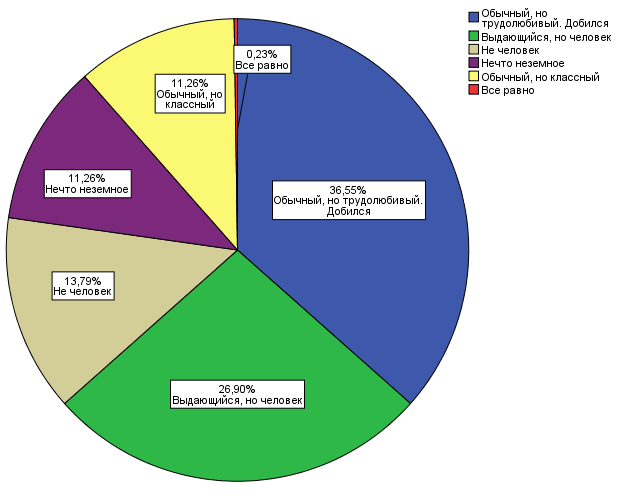 Обычный, но
трудолюбивый. Добился
Выдающийся, но человек
Не человек
Нечто неземное
Обычный, но классный
Все равно
0,23%
Все равно
11,26%
Обычный, но
классный
11,26%
Нечто неземное
36,55%
Обычный, но трудолюбивый.
Добился
13,79%
Не человек
26,90%
Выдающийся, но человек